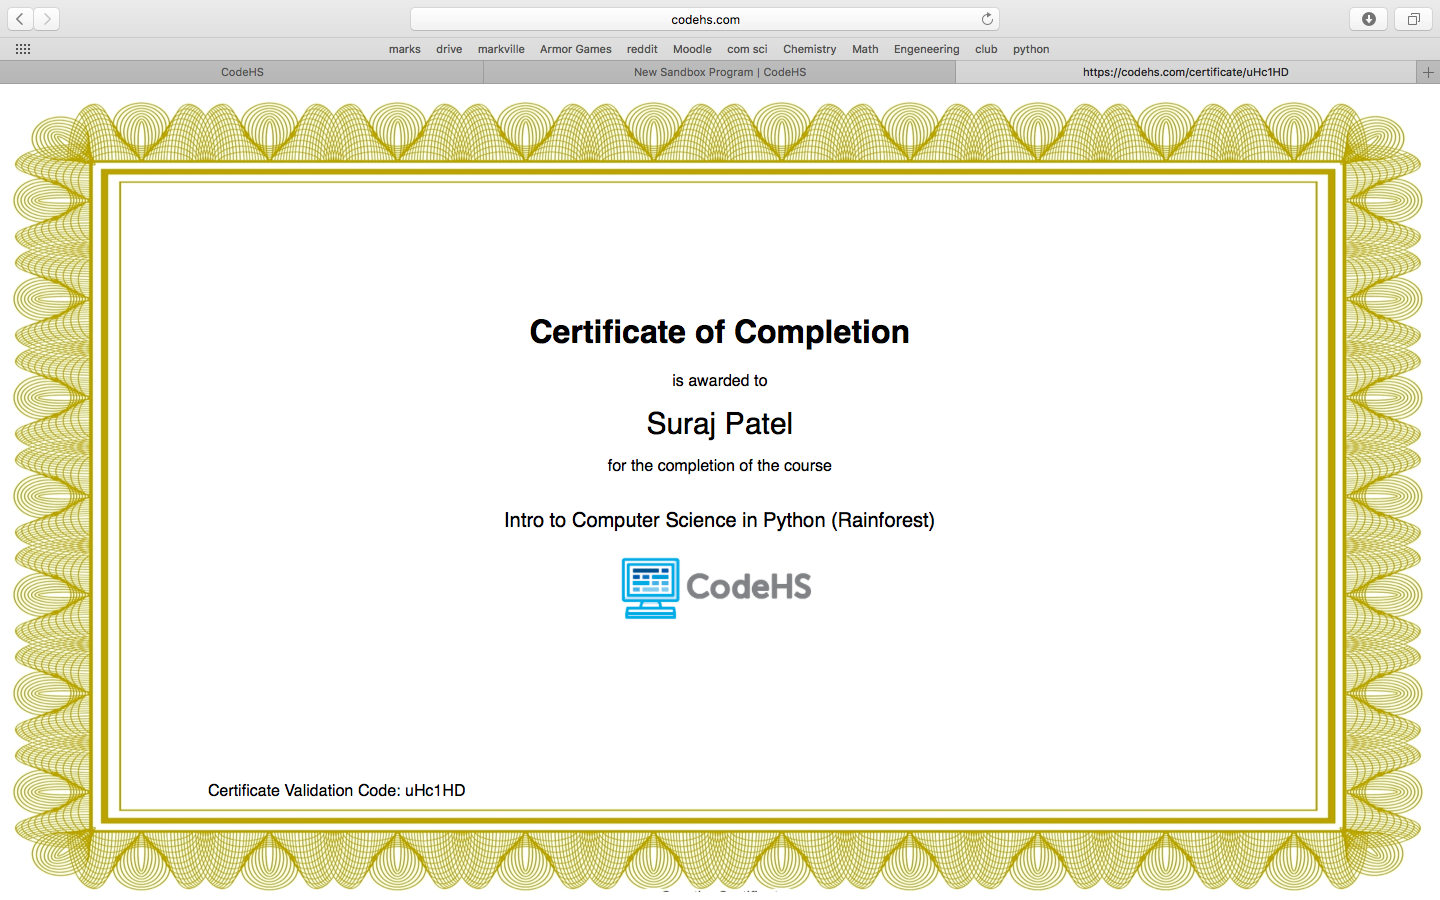 codehs.com
marks drive markville Armor Games reddit Moodle com sci Chemistry Math Engeneering club python
CodeHS New Sandbox Program | CodeHS https://codehs.com/certificate/uHc1HD
Certificate of Completion
is awarded to
Suraj Patel
for the completion of the course
Intro to Computer Science in Python (Rainforest)
CodeHS
Certificate Validation Code: uHc1HD